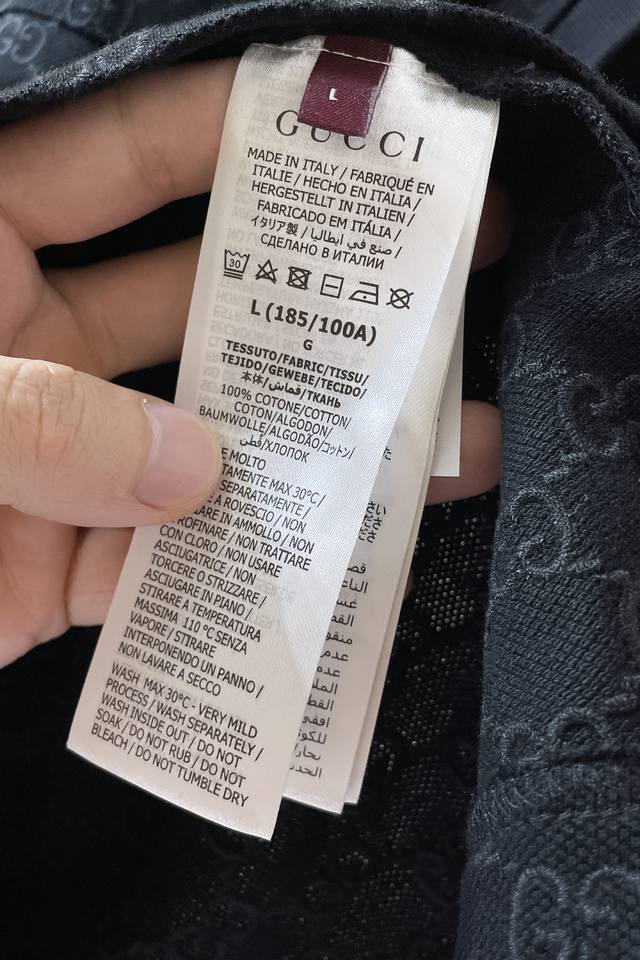 L
GUCCI
MADE IN ITALY / FABRIQUÉ EN
ITALIE / HECHO EN ITALIA /
HERGESTELLT IN ITALIEN /
FABRICADO EM ITÁLIA /
イタリア製 / صنع في أيطاليا /
СДЕЛАНО В ИТАЛИИ
30
L (185/100A)
G
TESSUTO/FABRIC/TISSU/
TEJIDO/GEWEBE/TECIDO/
本体/قماش/ТКАНЬ
100% COTONE/COTTON/
COTON/ALGODON/
BAUMWOLLE/ALGODÃO/コットン/
قطن/ХЛОПОК
E MOLTO
TAMENTE MAX 30°C/
SEPARATAMENTE/
E A ROVESCIO / NON
ARE IN AMMOLLO / NON
ROFINARE / NON TRATTARE
CON CLORO / NON USARE
ASCIUGATRICE / NON
TORCERE O STRIZZARE /
ASCIUGARE IN PIANO /
STIRARE A TEMPERATURA
MASSIMA 110 °C SENZA
VAPORE / STIRARE
INTERPONENDO UN PANNO /
NON LAVARE A SECCO
WASH MAX 30°C - VERY MILD
PROCESS / WASH SEPARATELY /
WASH INSIDE OUT / DO NOT
SOAK / DO NOT RUB / DO NOT
BLEACH / DO NOT TUMBLE DRY